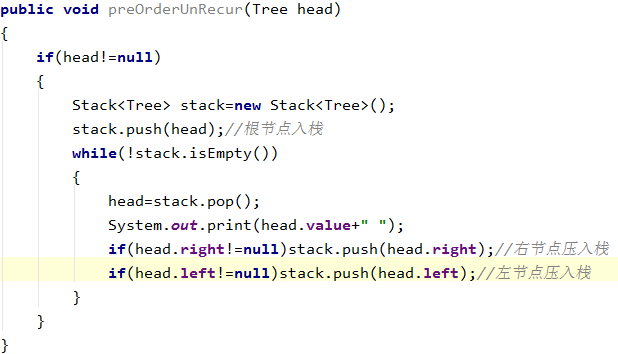 public void preOrderUnRecur(Tree head)
{
    if(head!=null)
    {
        Stack<Tree> stack=new Stack<Tree>();
        stack.push(head);//根节点入栈
        while(!stack.isEmpty())
        {
            head=stack.pop();
            System.out.print(head.value+" ");
            if(head.right!=null)stack.push(head.right);//右节点压入栈
            if(head.left!=null)stack.push(head.left);//左节点压入栈
        }
    }
}